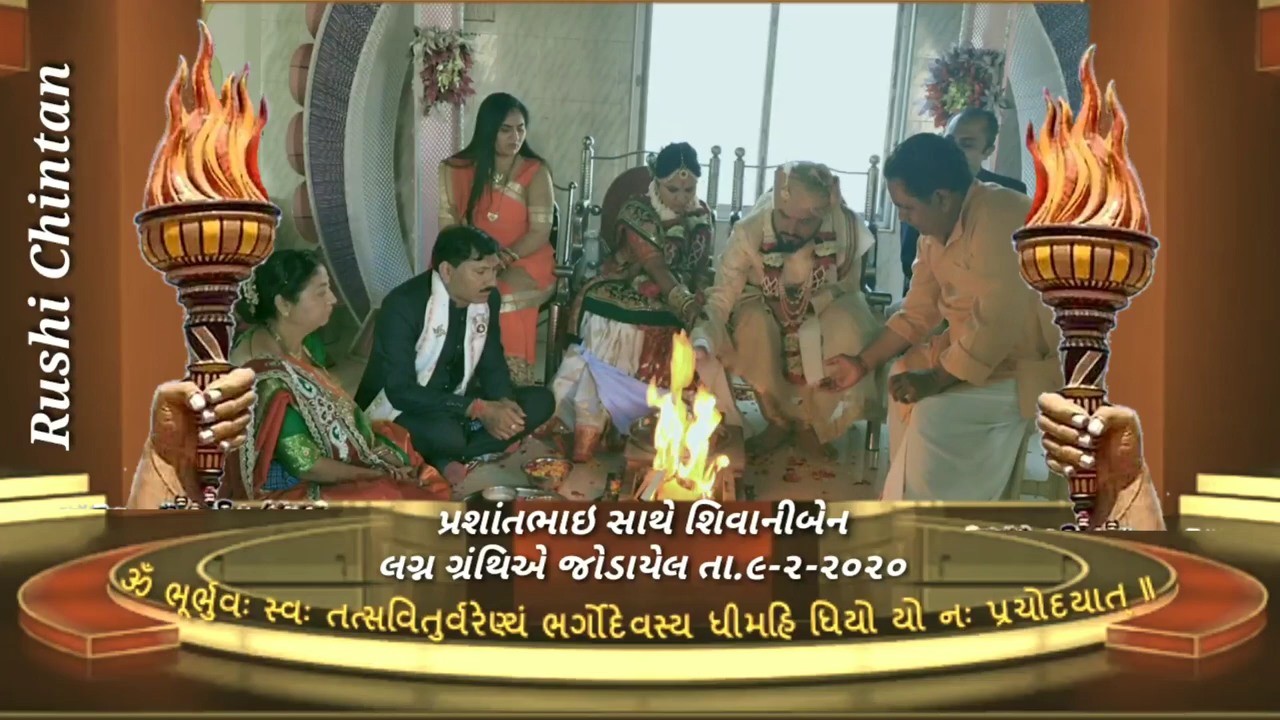 Rushi Chintan
પ્રશાંતભાઇ સાથે શિવાનીબેન
લગ્ન ગ્રંથિએ જોડાયેલ તા.૯-૨-૨૦૨૦
ૐ ભૂર્ભુવઃ સ્વઃ તત્સવિતુર્વરેણ્યં ભર્ગોદેવસ્ય ધીમહિ ધિયો યો નઃ પ્રચોદયાત ॥